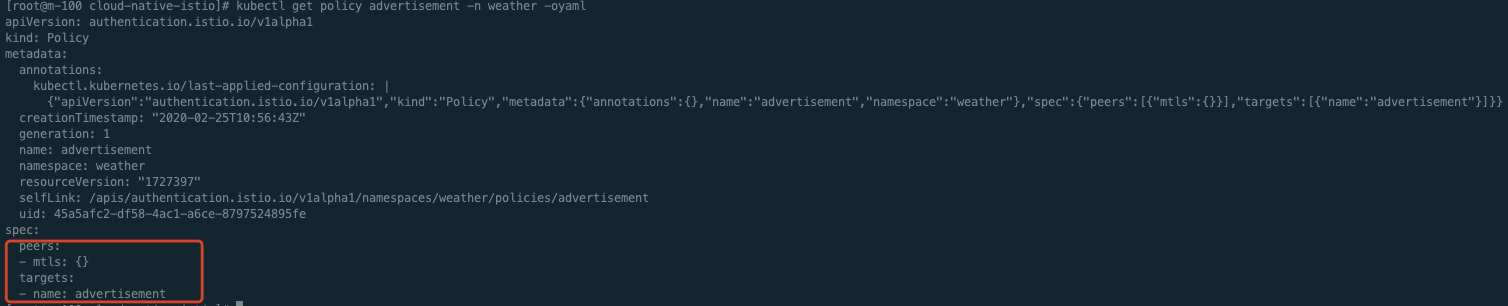 [root@m-100 cloud-native-istio]# kubectl get policy advertisement -n weather -oyaml
apiVersion: authentication.istio.io/v1alpha1
kind: Policy
metadata:
  annotations:
    kubectl.kubernetes.io/last-applied-configuration: |
      {"apiVersion":"authentication.istio.io/v1alpha1","kind":"Policy","metadata":{"annotations":{},"name":"advertisement","namespace":"weather"},"spec":{"peers":[{"mtls":{}}],"targets":[{"name":"advertisement"}]}}
  creationTimestamp: "2020-02-25T10:56:43Z"
  generation: 1
  name: advertisement
  namespace: weather
  resourceVersion: "1727397"
  selfLink: /apis/authentication.istio.io/v1alpha1/namespaces/weather/policies/advertisement
  uid: 45a5afc2-df58-4ac1-a6ce-8797524895fe
spec:
  peers:
  - mtls: {}
  targets:
  - name: advertisement